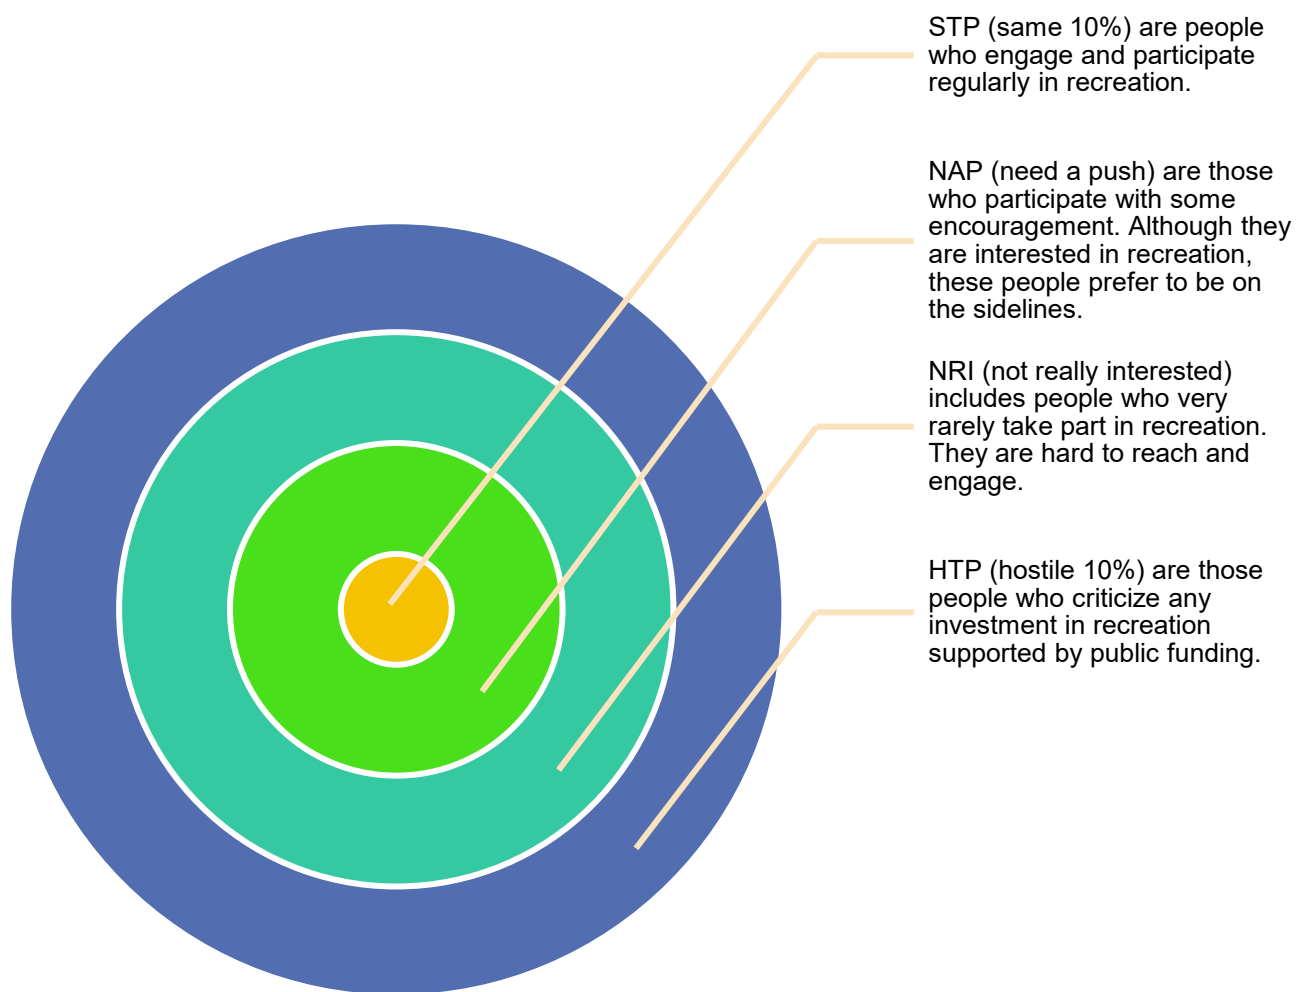 STP (same 10%) are people
who engage and participate
regularly in recreation.
NAP (need a push) are those
who participate with some
encouragement. Although they
are interested in recreation,
these people prefer to be on
the sidelines.
NRI (not really interested)
includes people who very
rarely take part in recreation.
They are hard to reach and
engage.
HTP (hostile 10%) are those
people who criticize any
investment in recreation
supported by public funding.